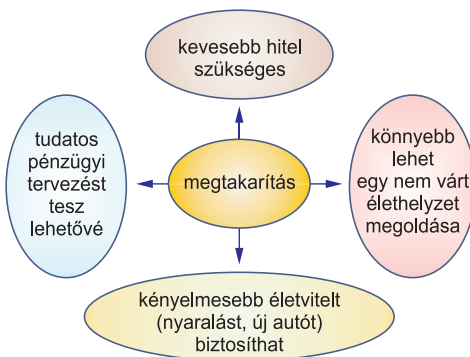 kevesebb hitel
szükséges
tudatos
pénzügyi
tervezést
tesz
lehetővé
megtakarítás
könnyebb
lehet
egy nem várt
élethelyzet
megoldása
kényelmesebb életvitelt
(nyaralást, új autót)
biztosíthat